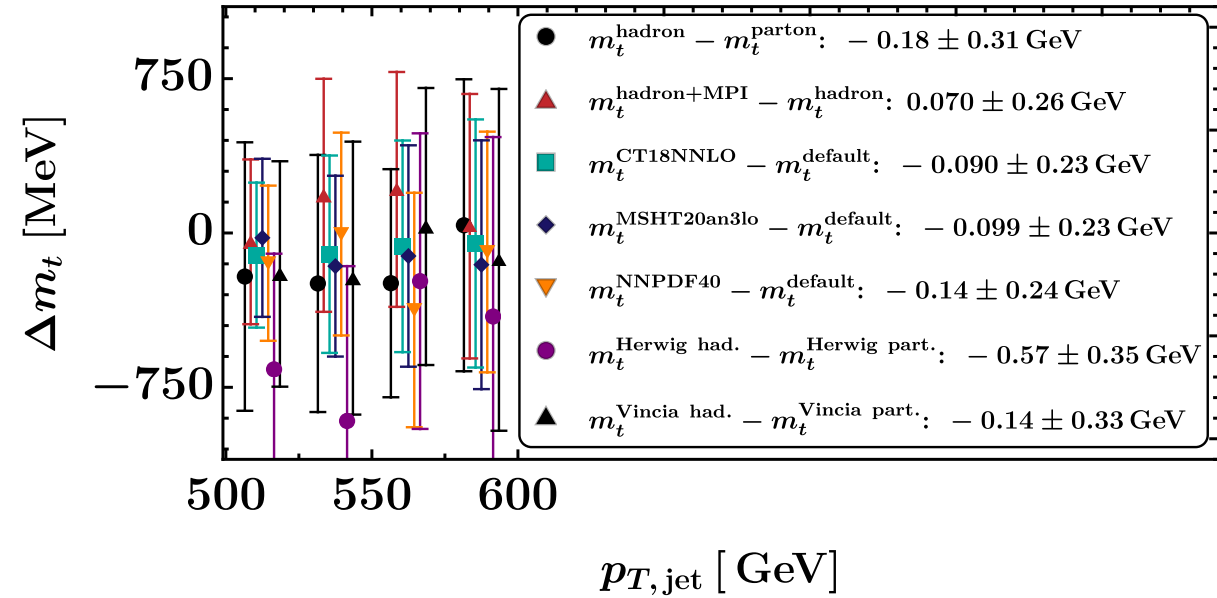 Δm_t [MeV]
750
0
−750
500 550 600
p_{T,jet} [GeV]
m_t^{hadron} − m_t^{parton}: − 0.18 ± 0.31 GeV
m_t^{hadron+MPI} − m_t^{hadron}: 0.070 ± 0.26 GeV
m_t^{CT18NNLO} − m_t^{default}: − 0.090 ± 0.23 GeV
m_t^{MSHT20an3lo} − m_t^{default}: − 0.099 ± 0.23 GeV
m_t^{NNPDF40} − m_t^{default}: − 0.14 ± 0.24 GeV
m_t^{Herwig had.} − m_t^{Herwig part.}: − 0.57 ± 0.35 GeV
m_t^{Vincia had.} − m_t^{Vincia part.}: − 0.14 ± 0.33 GeV